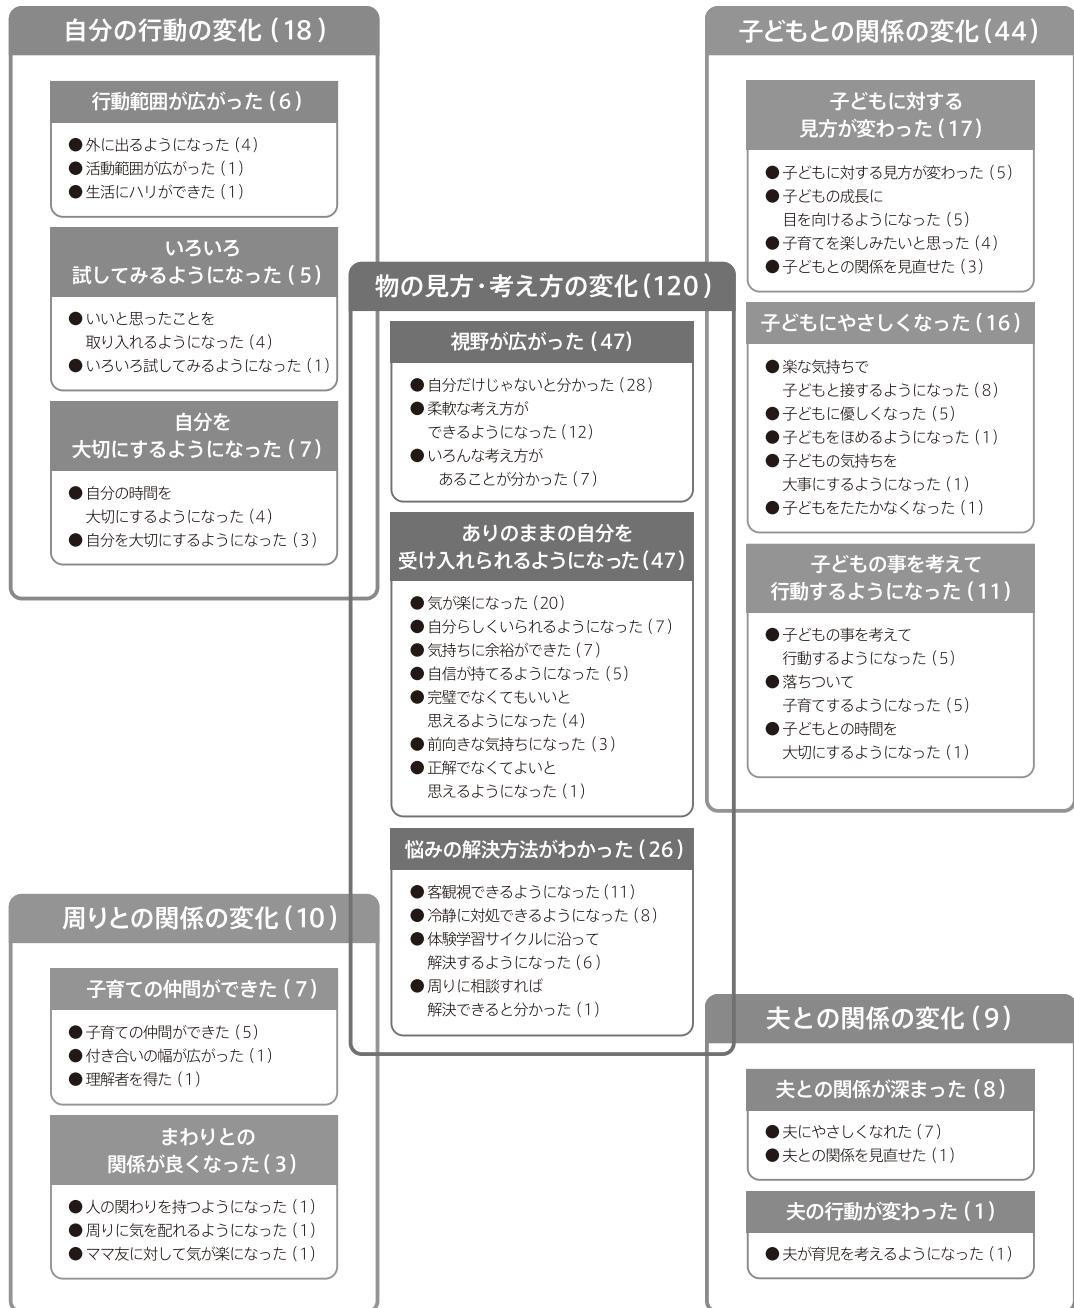 自分の行動の変化（18）
行動範囲が広がった（6）
●外に出るようになった（4）
●活動範囲が広がった（1）
●生活にハリができた（1）
いろいろ
試してみるようになった（5）
●いいと思ったことを
取り入れるようになった（4）
●いろいろ試してみるようになった（1）
自分を
大切にするようになった（7）
●自分の時間を
大切にするようになった（4）
●自分を大切にするようになった（3）
物の見方・考え方の変化（120）
視野が広がった（47）
●自分だけじゃないと分かった（28）
●柔軟な考え方が
できるようになった（12）
●いろんな考え方が
あることが分かった（7）
ありのままの自分を
受け入れられるようになった（47）
●気が楽になった（20）
●自分らしくいられるようになった（7）
●気持ちに余裕ができた（7）
●自信が持てるようになった（5）
●完璧でなくてもいいと
思えるようになった（4）
●前向きな気持ちになった（3）
●正解でなくてよいと
思えるようになった（1）
悩みの解決方法がわかった（26）
●客観視できるようになった（11）
●冷静に対処できるようになった（8）
●体験学習サイクルに沿って
解決するようになった（6）
●周りに相談すれば
解決できると分かった（1）
子どもとの関係の変化（44）
子どもに対する
見方が変わった（17）
●子どもに対する見方が変わった（5）
●子どもの成長に
目を向けるようになった（5）
●子育てを楽しみたいと思った（4）
●子どもとの関係を見直せた（3）
子どもにやさしくなった（16）
●楽な気持ちで
子どもと接するようになった（8）
●子どもに優しくなった（5）
●子どもをほめるようになった（1）
●子どもの気持ちを
大事にするようになった（1）
●子どもをたたかなくなった（1）
子どもの事を考えて
行動するようになった（11）
●子どもの事を考えて
行動するようになった（5）
●落ちついて
子育てするようになった（5）
●子どもとの時間を
大切にするようになった（1）
周りとの関係の変化（10）
子育ての仲間ができた（7）
●子育ての仲間ができた（5）
●付き合いの幅が広がった（1）
●理解者を得た（1）
まわりとの
関係が良くなった（3）
●人の関わりを持つようになった（1）
●周りに気を配れるようになった（1）
●ママ友に対して気が楽になった（1）
夫との関係の変化（9）
夫との関係が深まった（8）
●夫にやさしくなれた（7）
●夫との関係を見直せた（1）
夫の行動が変わった（1）
●夫が育児を考えるようになった（1）